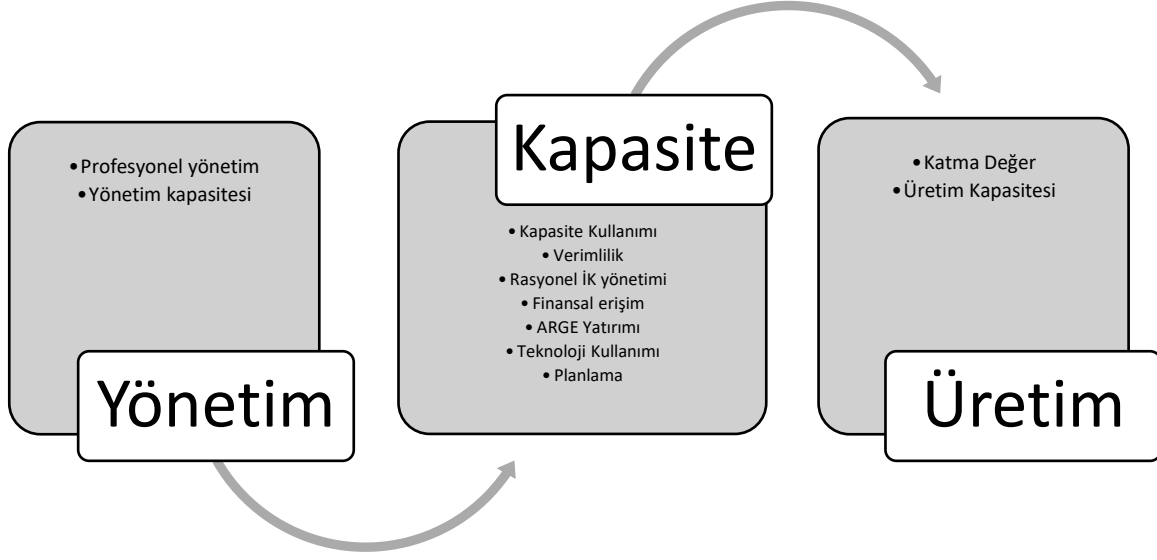 • Profesyonel yönetim
• Yönetim kapasitesi
Yönetim
Kapasite
• Kapasite Kullanımı
• Verimlilik
• Rasyonel İK yönetimi
• Finansal erişim
• ARGE Yatırımı
• Teknoloji Kullanımı
• Planlama
• Katma Değer
• Üretim Kapasitesi
Üretim